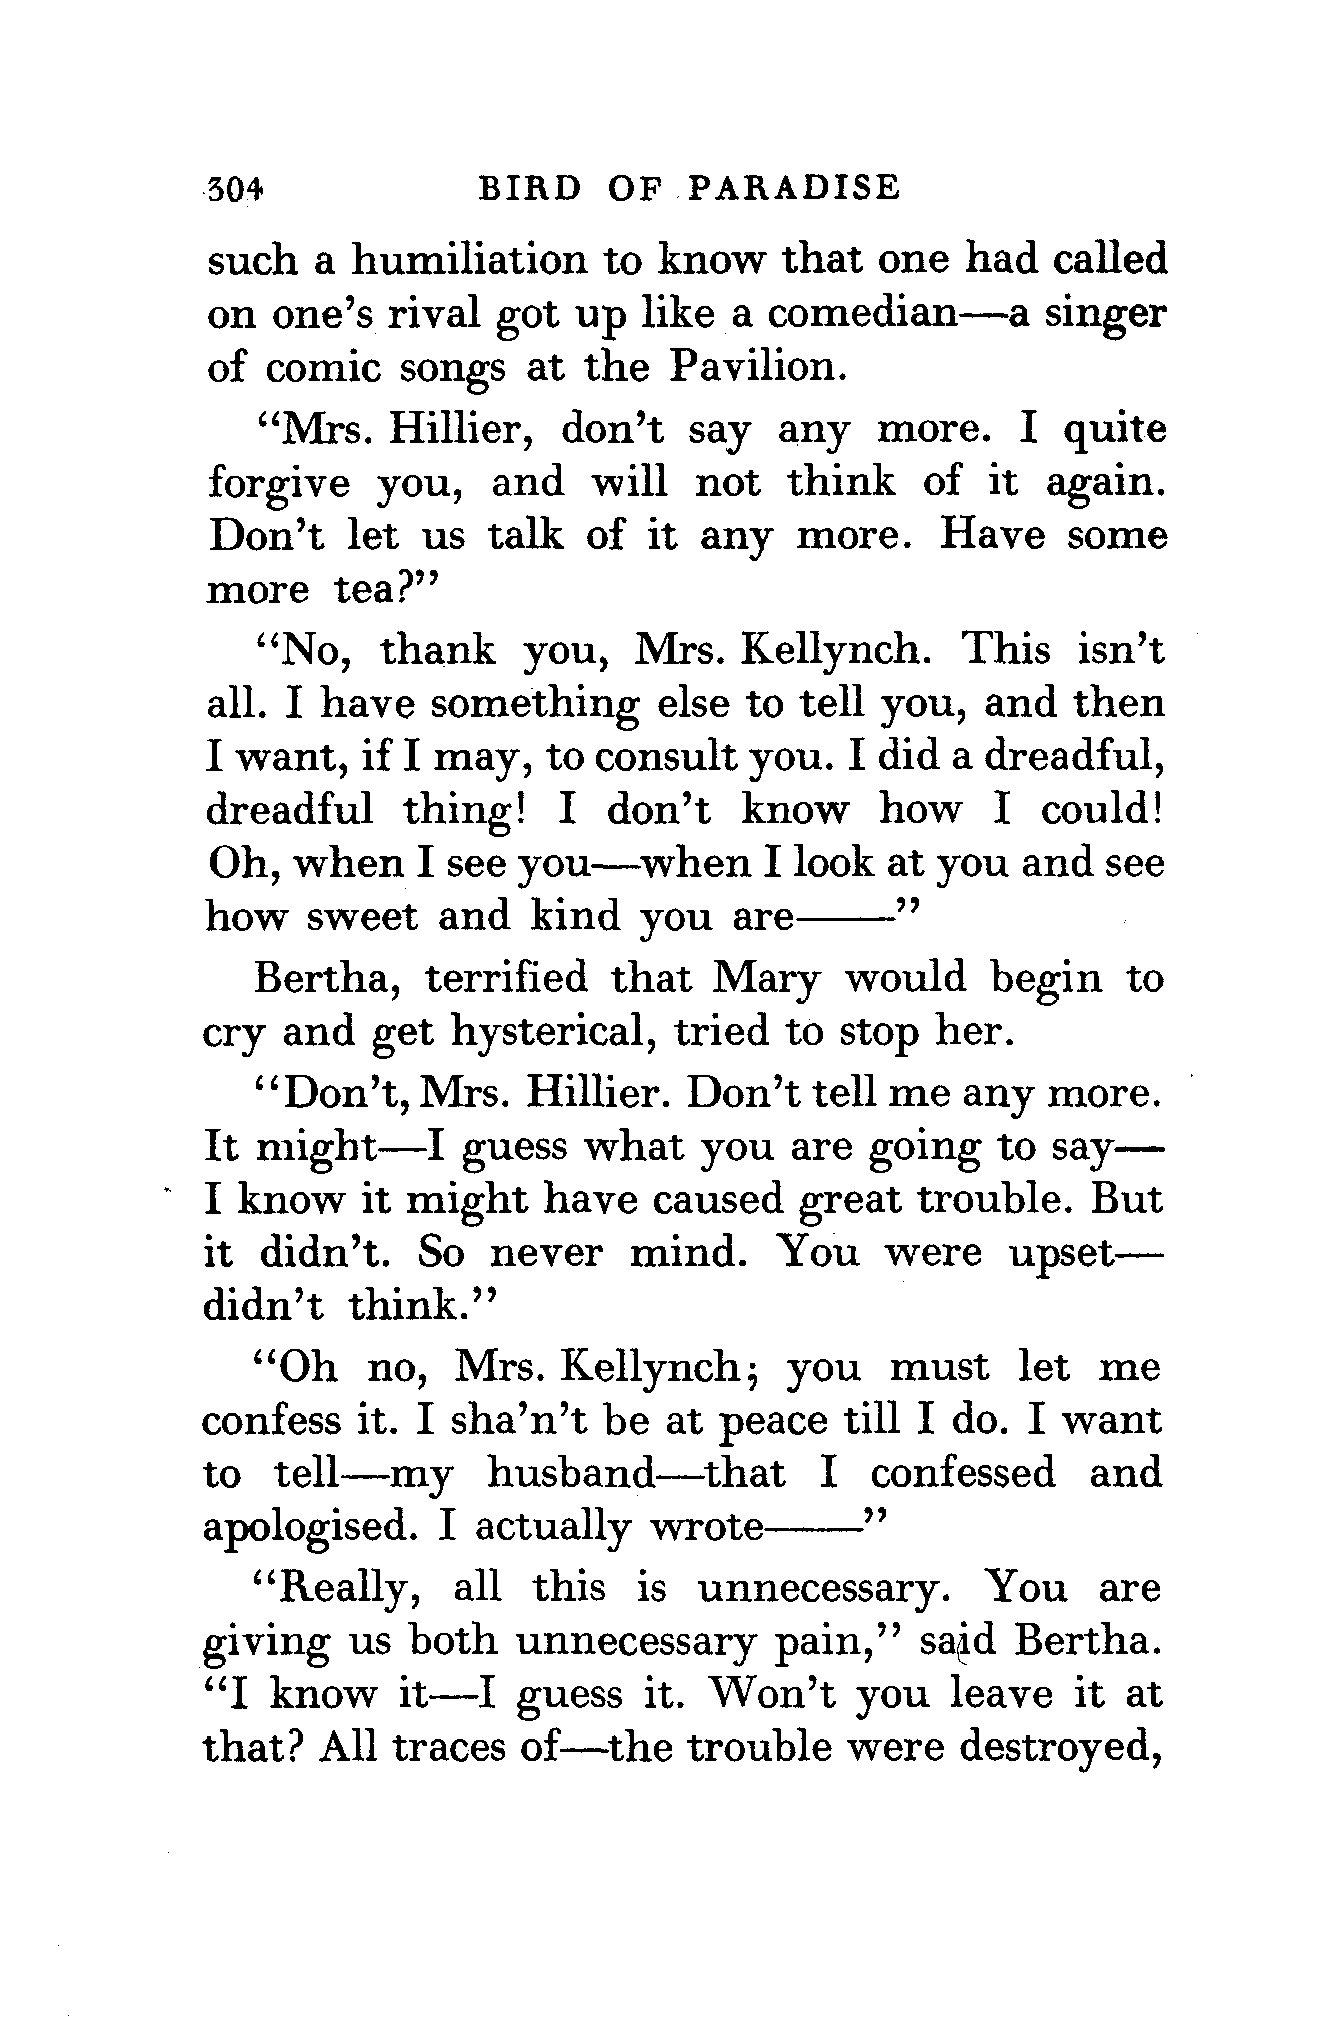 304 BIRD OF PARADISE
such a humiliation to know that one had called
on one's rival got up like a comedian—a singer
of comic songs at the Pavilion.
"Mrs. Hillier, don't say any more. I quite
forgive you, and will not think of it again.
Don't let us talk of it any more. Have some
more tea?"
"No, thank you, Mrs. Kellynch. This isn't
all. I have something else to tell you, and then
I want, if I may, to consult you. I did a dreadful,
dreadful thing! I don't know how I could!
Oh, when I see you—when I look at you and see
how sweet and kind you are——"
Bertha, terrified that Mary would begin to
cry and get hysterical, tried to stop her.
"Don't, Mrs. Hillier. Don't tell me any more.
It might—I guess what you are going to say—
I know it might have caused great trouble. But
it didn't. So never mind. You were upset—
didn't think."
"Oh no, Mrs. Kellynch; you must let me
confess it. I sha'n't be at peace till I do. I want
to tell—my husband—that I confessed and
apologised. I actually wrote——"
"Really, all this is unnecessary. You are
giving us both unnecessary pain," said Bertha.
"I know it—I guess it. Won't you leave it at
that? All traces of—the trouble were destroyed,